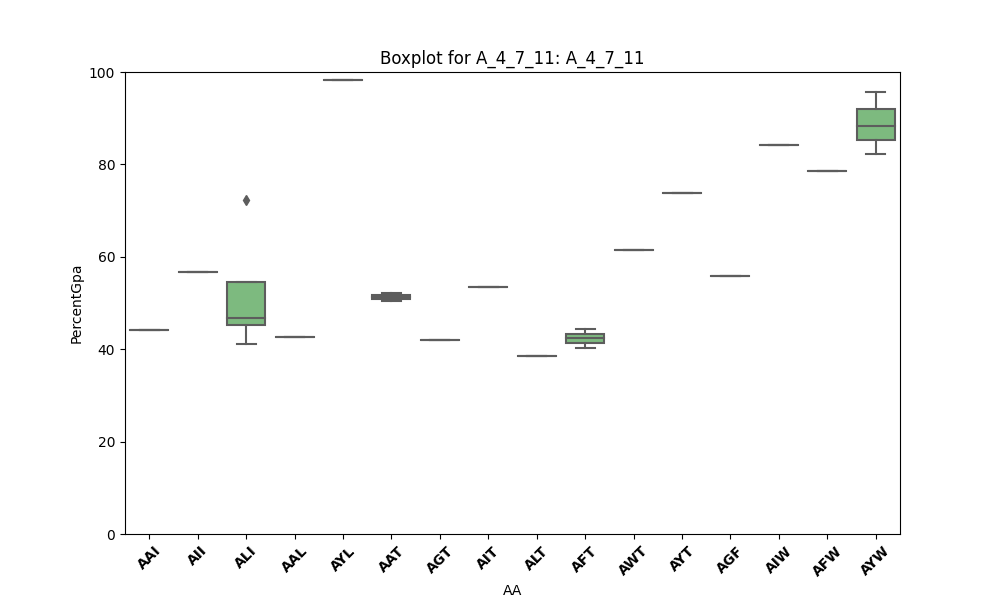 Boxplot for A_4_7_11: A_4_7_11
PercentGpa
100
80
60
40
20
0
AAI AII ALI AAL AYL AAT AGT AIT ALT AFT AWT AYT AGF AIW AFW AYW
AA